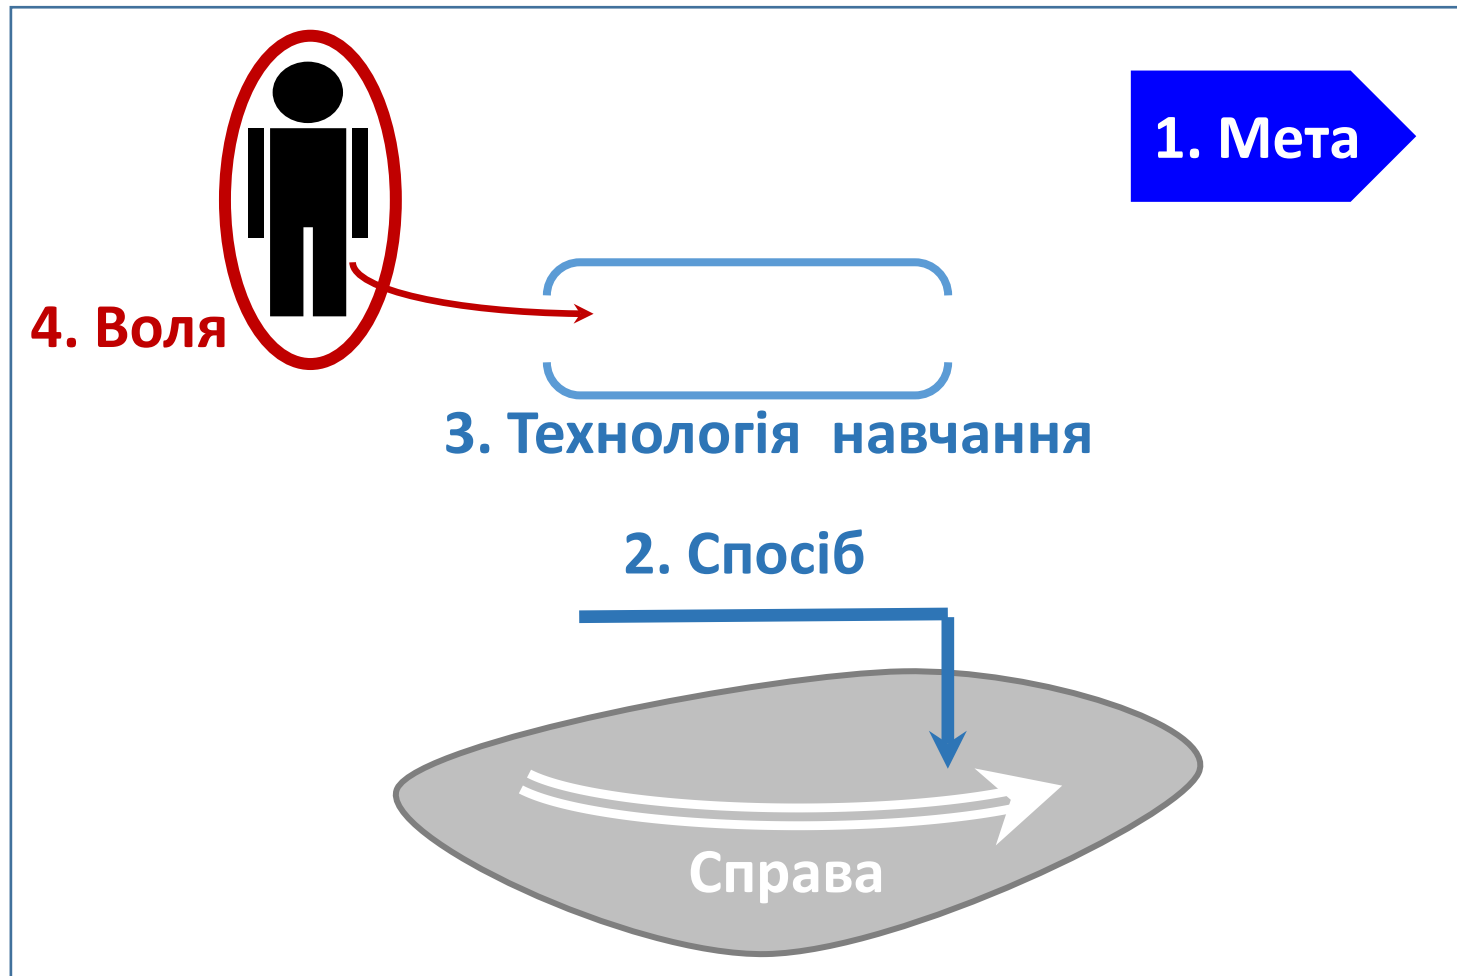 1. Мета
4. Воля
3. Технологія навчання
2. Спосіб
Справа